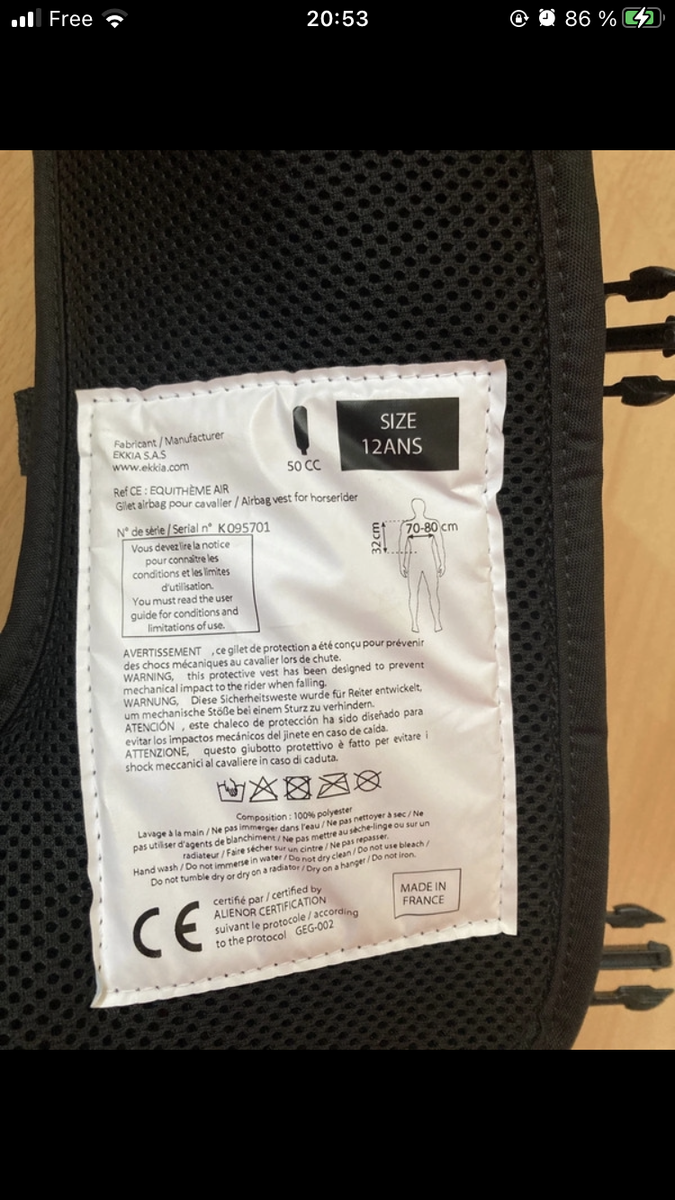 Free
20:53
86 %
SIZE
12ANS
Fabricant / Manufacturer
EKKIA S.A.S
www.ekkia.com
50 CC
Ref CE : EQUITHÈME AIR
Gilet airbag pour cavalier / Airbag vest for horserider
N° de série / Serial n° K095701
32 cm
70-80 cm
Vous devez lire la notice
pour connaître les
conditions et les limites
d'utilisation.
You must read the user
guide for conditions and
limitations of use.
AVERTISSEMENT , ce gilet de protection a été conçu pour prévenir
des chocs mécaniques au cavalier lors de chute.
WARNING, this protective vest has been designed to prevent
mechanical impact to the rider when falling.
WARNUNG, Diese Sicherheitsweste wurde für Reiter entwickelt,
um mechanische Stöße bei einem Sturz zu verhindern.
ATENCIÓN , este chaleco de protección ha sido diseñado para
evitar los impactos mecánicos del jinete en caso de caída.
ATTENZIONE, questo giubotto protettivo è fatto per evitare i
shock meccanici al cavaliere in caso di caduta.
Composition : 100% polyester
Lavage à la main / Ne pas immerger dans l'eau / Ne pas nettoyer à sec / Ne
pas utiliser d'agents de blanchiment / Ne pas mettre au sèche-linge ou sur un
radiateur / Faire sécher sur un cintre / Ne pas repasser.
Hand wash / Do not immerse in water / Do not dry clean / Do not use bleach /
Do not tumble dry or dry on a radiator / Dry on a hanger / Do not iron.
CE
certifié par / certified by
ALIENOR CERTIFICATION
suivant le protocole / according
to the protocol GEG-002
MADE IN
FRANCE